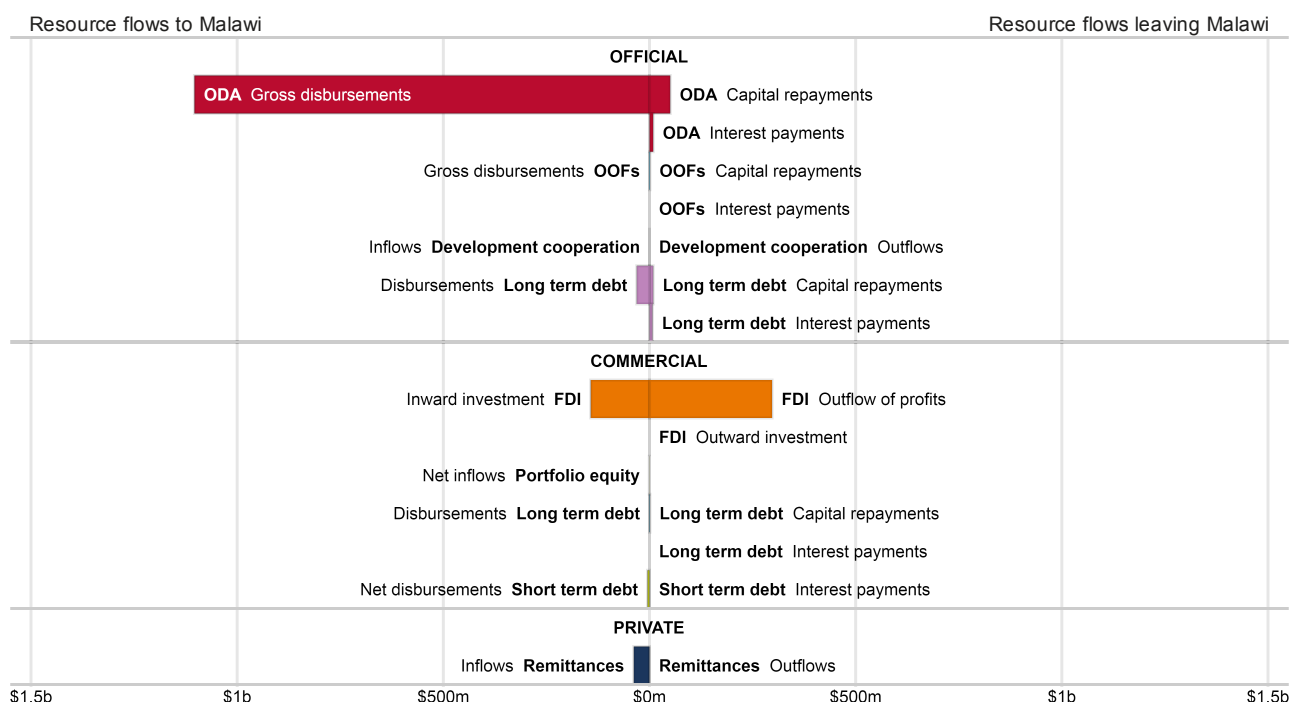 Resource flows to Malawi Resource flows leaving Malawi
OFFICIAL
ODA Gross disbursements ODA Capital repayments
ODA Interest payments
Gross disbursements OOFs OOFs Capital repayments
OOFs Interest payments
Inflows Development cooperation Development cooperation Outflows
Disbursements Long term debt Long term debt Capital repayments
Long term debt Interest payments
COMMERCIAL
Inward investment FDI FDI Outflow of profits
FDI Outward investment
Net inflows Portfolio equity
Disbursements Long term debt Long term debt Capital repayments
Long term debt Interest payments
Net disbursements Short term debt Short term debt Interest payments
PRIVATE
Inflows Remittances Remittances Outflows
$1.5b $1b $500m $0m $500m $1b $1.5b